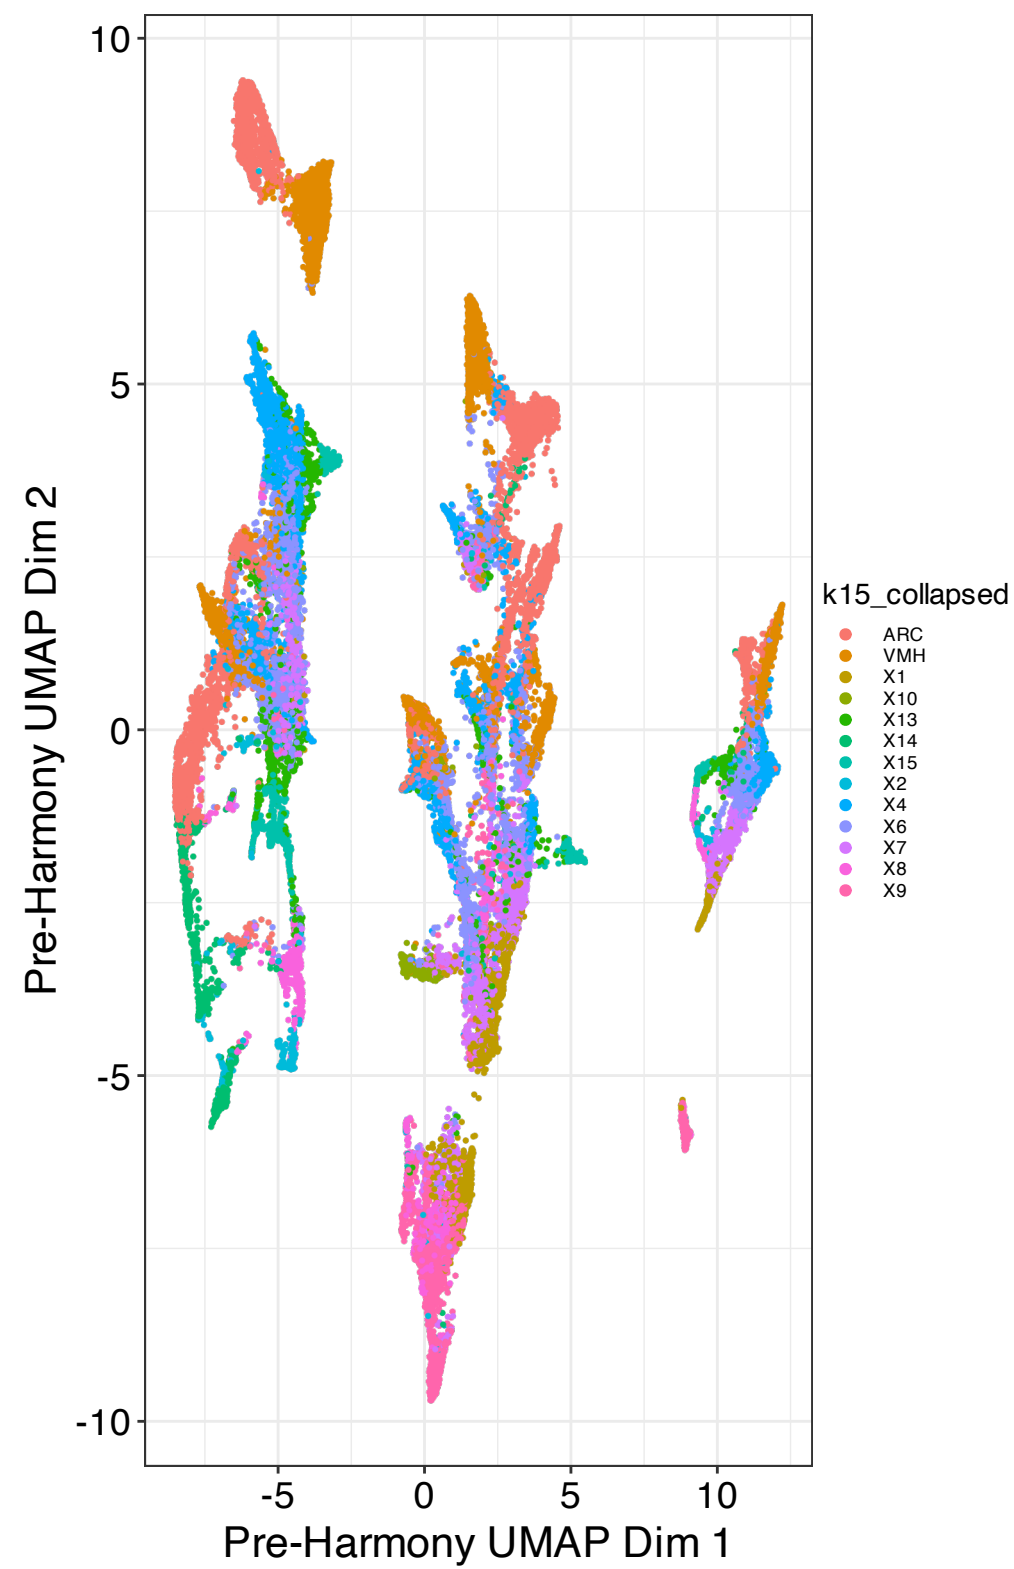 10
5
0
-5
-10
Pre-Harmony UMAP Dim 2
-5
0
5
10
Pre-Harmony UMAP Dim 1
k15_collapsed
ARC
VMH
X1
X10
X13
X14
X15
X2
X4
X6
X7
X8
X9